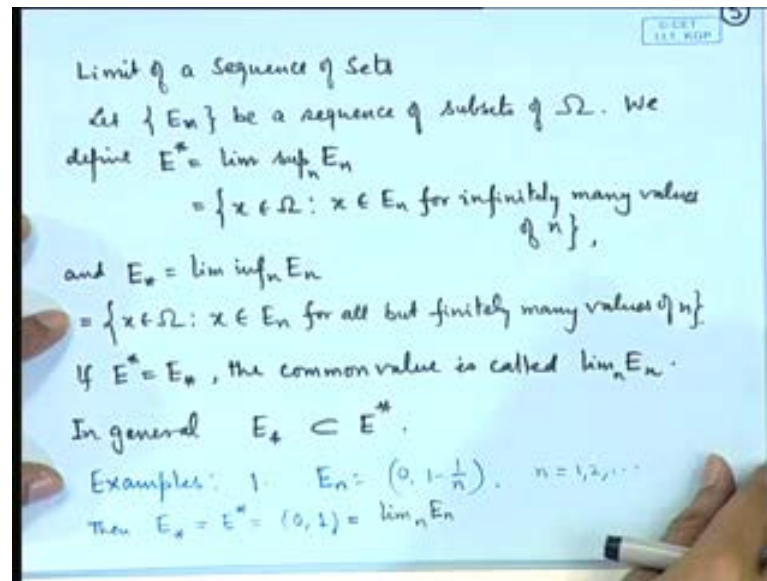 C-CET
I.I.T. KGP
5
Limit of a Sequence of Sets
Let {En} be a sequence of subsets of Ω. We
define E* = lim supₙ Eₙ
= {x ∈ Ω : x ∈ Eₙ for infinitely many values
of n},
and E⁎ = lim infₙ Eₙ
= {x ∈ Ω : x ∈ Eₙ for all but finitely many values of n}
If E* = E⁎, the common value is called limₙ Eₙ.
In general E⁎ ⊂ E*.
Examples: 1. Eₙ = (0, 1-1/n), n = 1,2,...
Then E⁎ = E* = (0, 1) = limₙ Eₙ